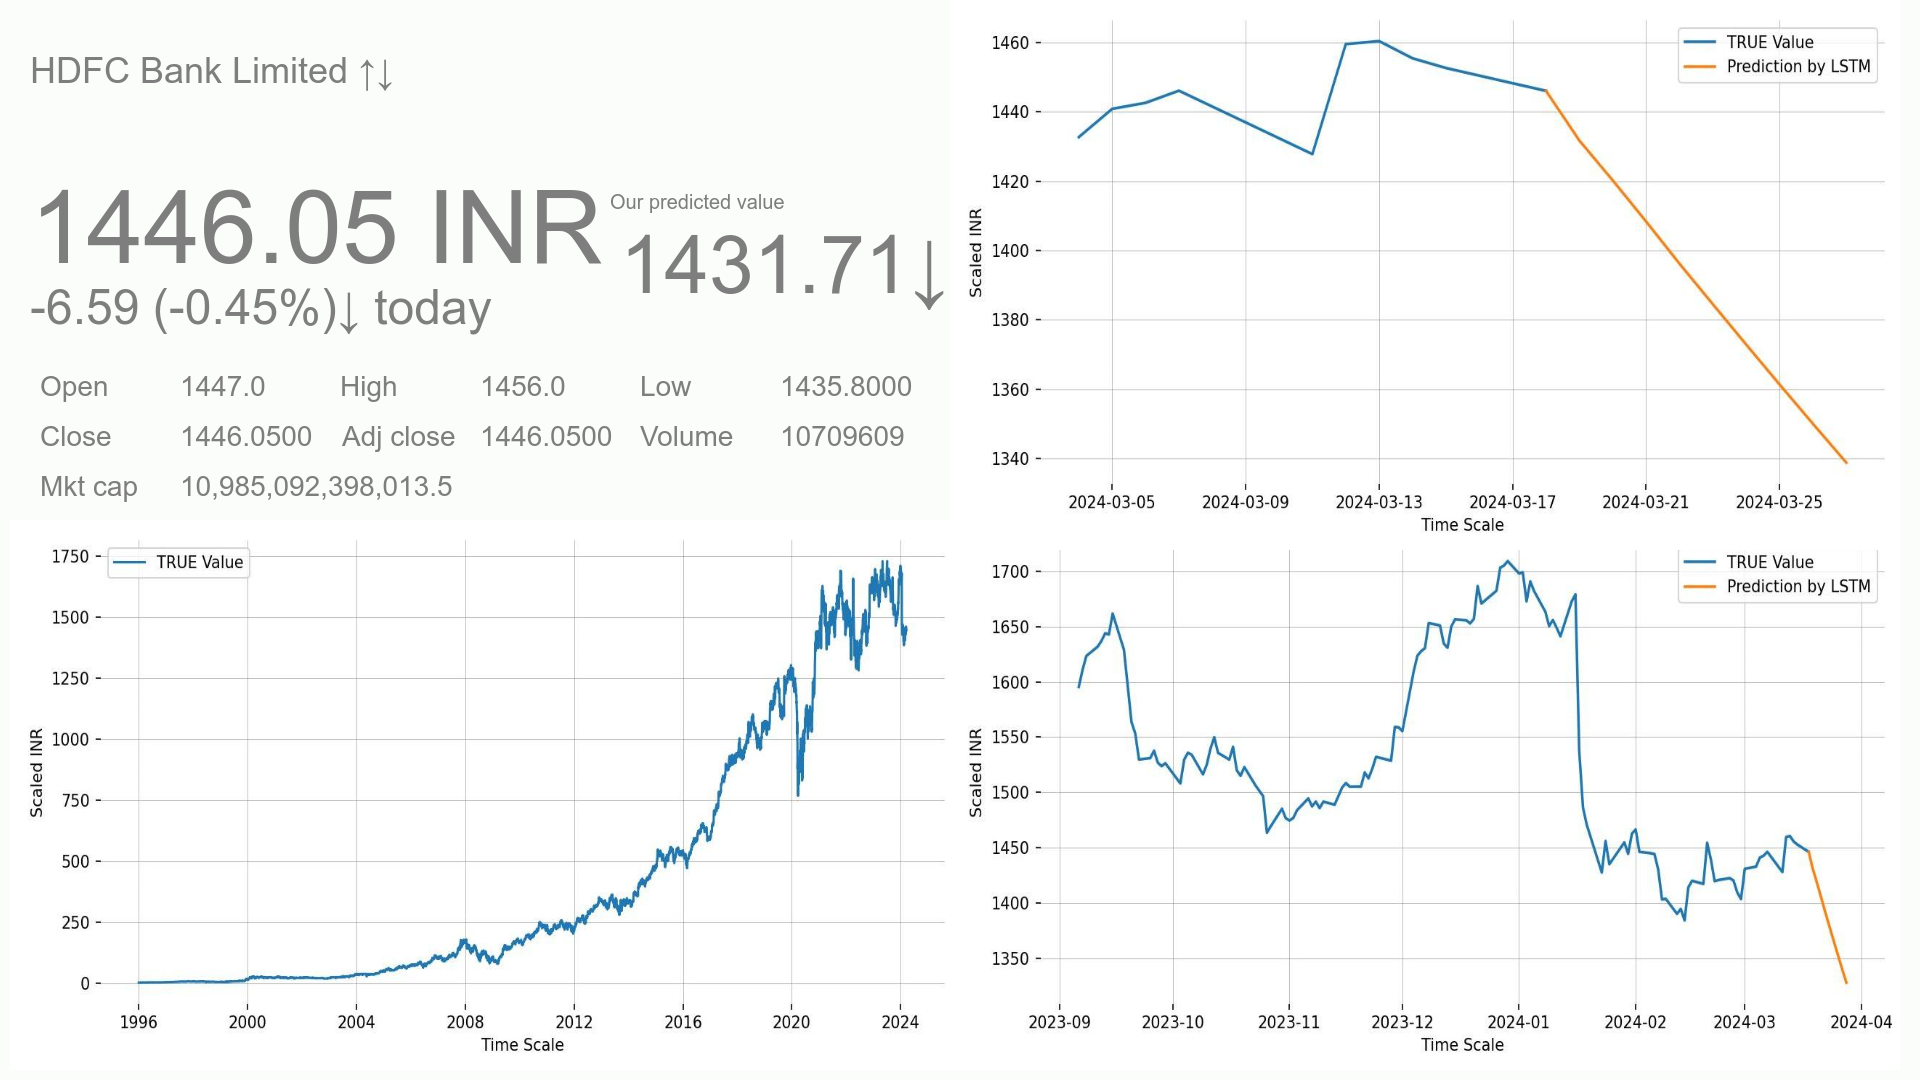 HDFC Bank Limited ↑↓
1446.05 INR
Our predicted value
1431.71↓
-6.59 (-0.45%)↓ today
Open 1447.0 High 1456.0 Low 1435.8000
Close 1446.0500 Adj close 1446.0500 Volume 10709609
Mkt cap 10,985,092,398,013.5
TRUE Value
Prediction by LSTM
1460
1440
1420
1400
1380
1360
1340
Scaled INR
2024-03-05 2024-03-09 2024-03-13 2024-03-17 2024-03-21 2024-03-25
Time Scale
TRUE Value
1750
1500
1250
1000
750
500
250
0
Scaled INR
1996 2000 2004 2008 2012 2016 2020 2024
Time Scale
TRUE Value
Prediction by LSTM
1700
1650
1600
1550
1500
1450
1400
1350
Scaled INR
2023-09 2023-10 2023-11 2023-12 2024-01 2024-02 2024-03 2024-04
Time Scale